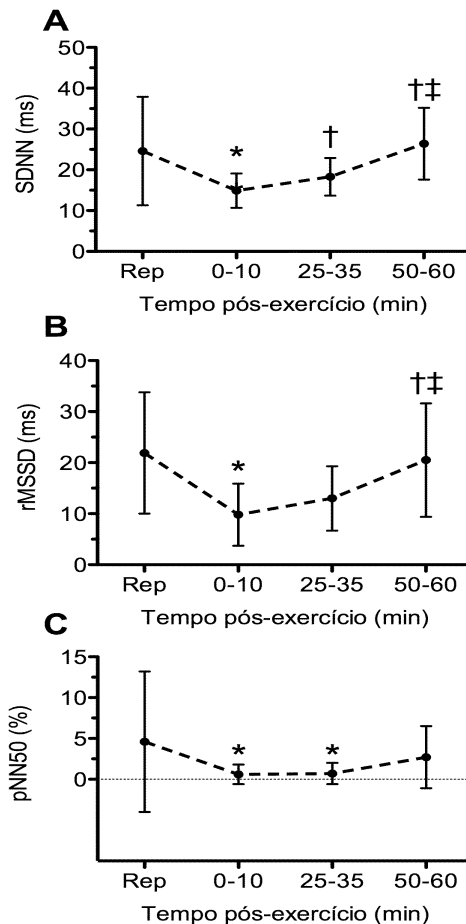 A
SDNN (ms)
50
40
30
20
10
0
*
†
†‡
Rep 0-10 25-35 50-60
Tempo pós-exercício (min)
B
rMSSD (ms)
40
30
20
10
0
*
†‡
Rep 0-10 25-35 50-60
Tempo pós-exercício (min)
C
pNN50 (%)
15
10
5
0
* *
Rep 0-10 25-35 50-60
Tempo pós-exercício (min)